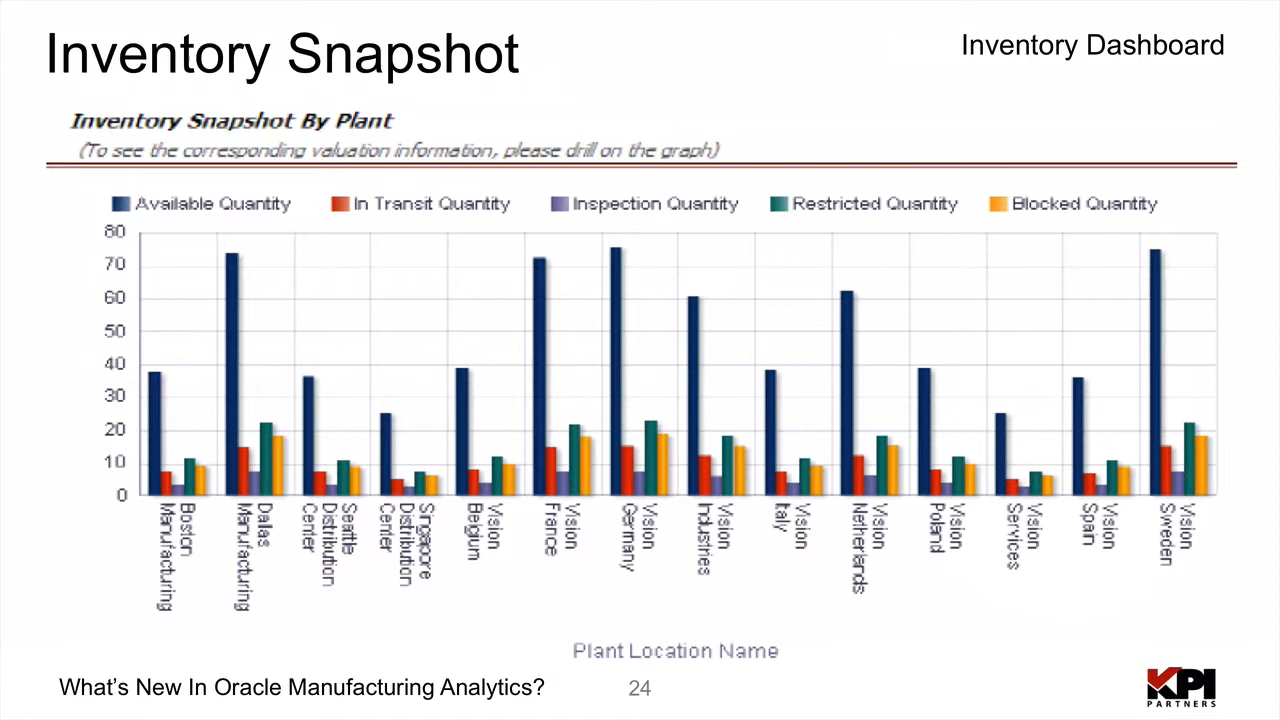 Inventory Snapshot
Inventory Dashboard
Inventory Snapshot By Plant
(To see the corresponding valuation information, please drill on the graph)
Available Quantity
In Transit Quantity
Inspection Quantity
Restricted Quantity
Blocked Quantity
80
70
60
50
40
30
20
10
0
Boston
Manufacturing
Dallas
Manufacturing
Seattle
Distribution
Center
Singapore
Distribution
Center
Vision
Belgium
Vision
France
Vision
Germany
Vision
Industries
Vision
Italy
Vision
Netherlands
Vision
Poland
Vision
Services
Vision
Spain
Vision
Sweden
Plant Location Name
What's New In Oracle Manufacturing Analytics?
24
KPI
PARTNERS